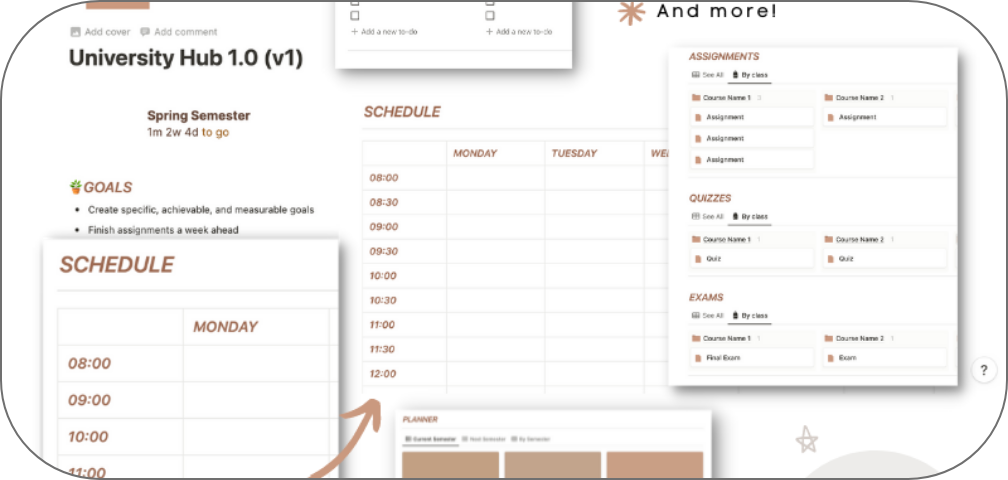 Add cover Add comment
University Hub 1.0 (v1)
Spring Semester
1m 2w 4d to go
GOALS
Create specific, achievable, and measurable goals
Finish assignments a week ahead
SCHEDULE
MONDAY
08:00
09:00
10:00
11:00
+ Add a new to-do + Add a new to-do
SCHEDULE
MONDAY TUESDAY
08:00
08:30
09:00
09:30
10:00
10:30
11:00
11:30
12:00
PLANNER
Current Semester Next Semester By Semester
And more!
ASSIGNMENTS
See All By class
Course Name 1 3 Course Name 2 1
Assignment Assignment
Assignment
Assignment
QUIZZES
See All By class
Course Name 1 1 Course Name 2 1
Quiz Quiz
EXAMS
See All By class
Course Name 1 1 Course Name 2 1
Final Exam Exam
?